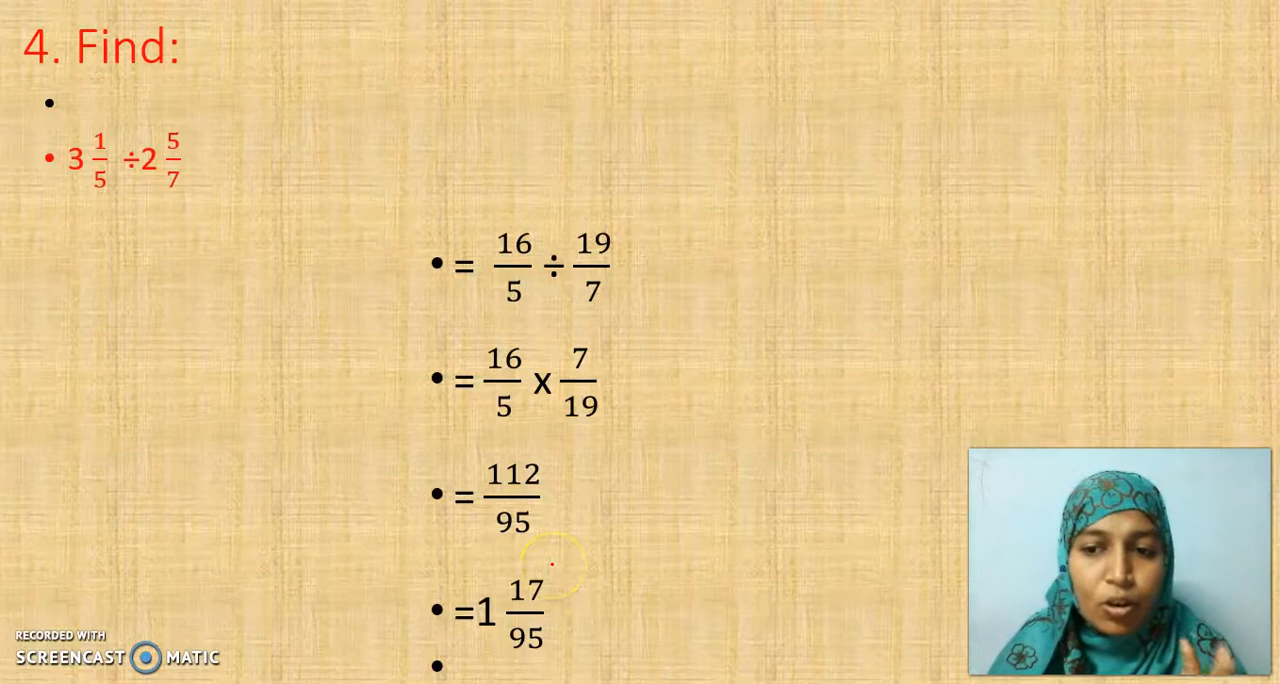 4. Find:
• 3 1/5 ÷2 5/7
• = 16/5 ÷ 19/7
• = 16/5 x 7/19
• = 112/95
• =1 17/95
RECORDED WITH
SCREENCAST MATIC